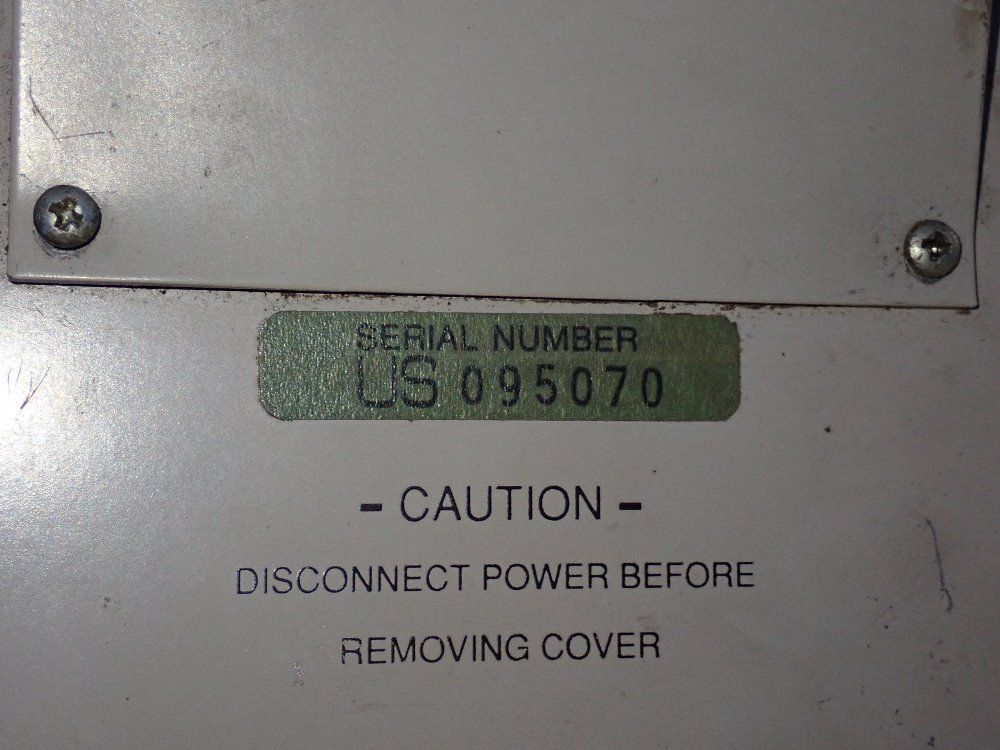 SERIAL NUMBER
US 095070
- CAUTION -
DISCONNECT POWER BEFORE
REMOVING COVER